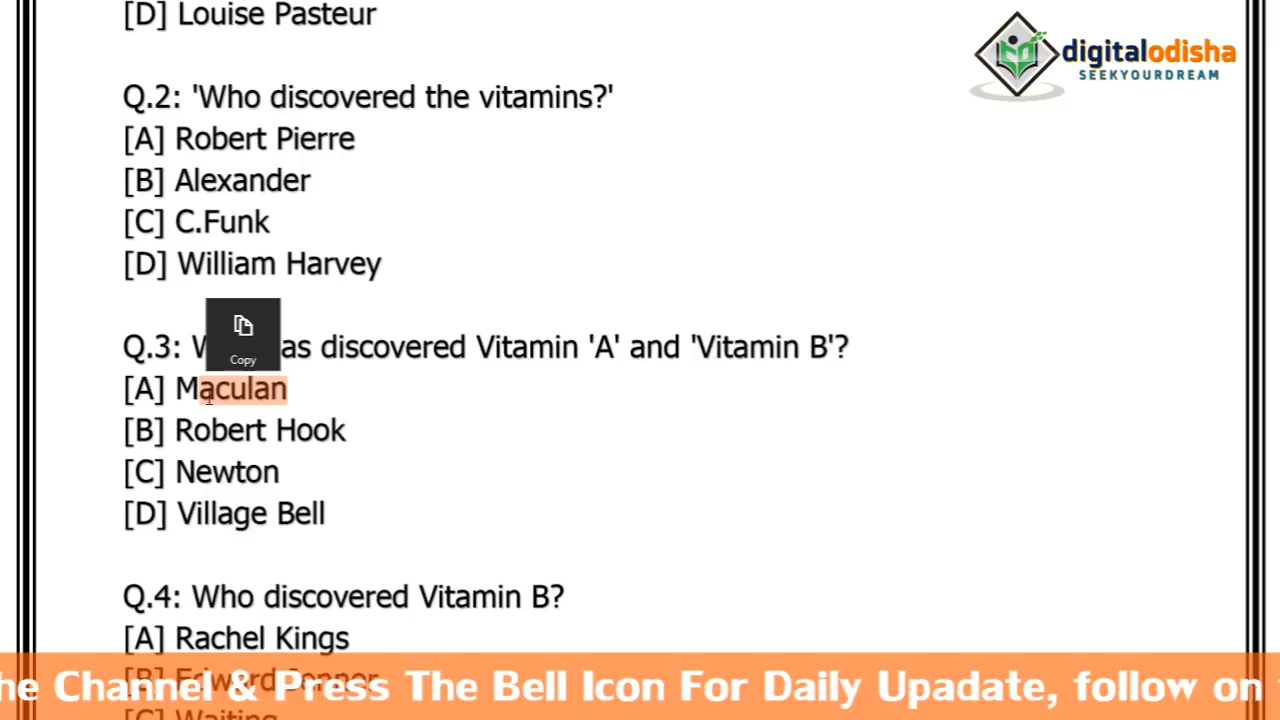 [D] Louise Pasteur
digitalodisha
SEEKYOURDREAM
Q.2: 'Who discovered the vitamins?'
[A] Robert Pierre
[B] Alexander
[C] C.Funk
[D] William Harvey
Copy
Q.3: W as discovered Vitamin 'A' and 'Vitamin B'?
[A] Maculan
[B] Robert Hook
[C] Newton
[D] Village Bell
Q.4: Who discovered Vitamin B?
[A] Rachel Kings
[B] Edward Jenner
he Channel & Press The Bell Icon For Daily Upadate, follow on
[C] Waiting